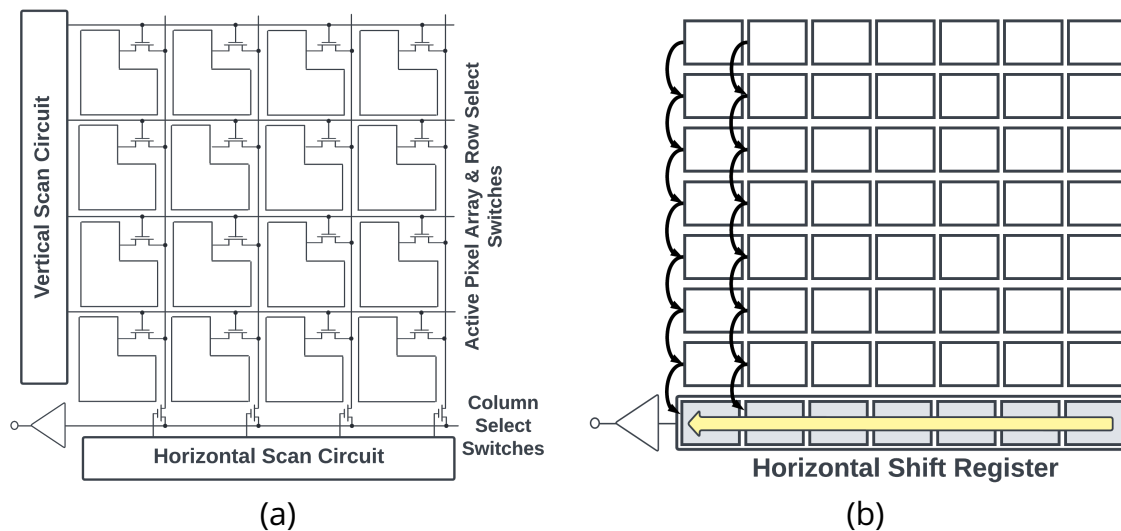 Vertical Scan Circuit
Active Pixel Array & Row Select
Switches
Column
Select
Switches
Horizontal Scan Circuit
(a)
Horizontal Shift Register
(b)